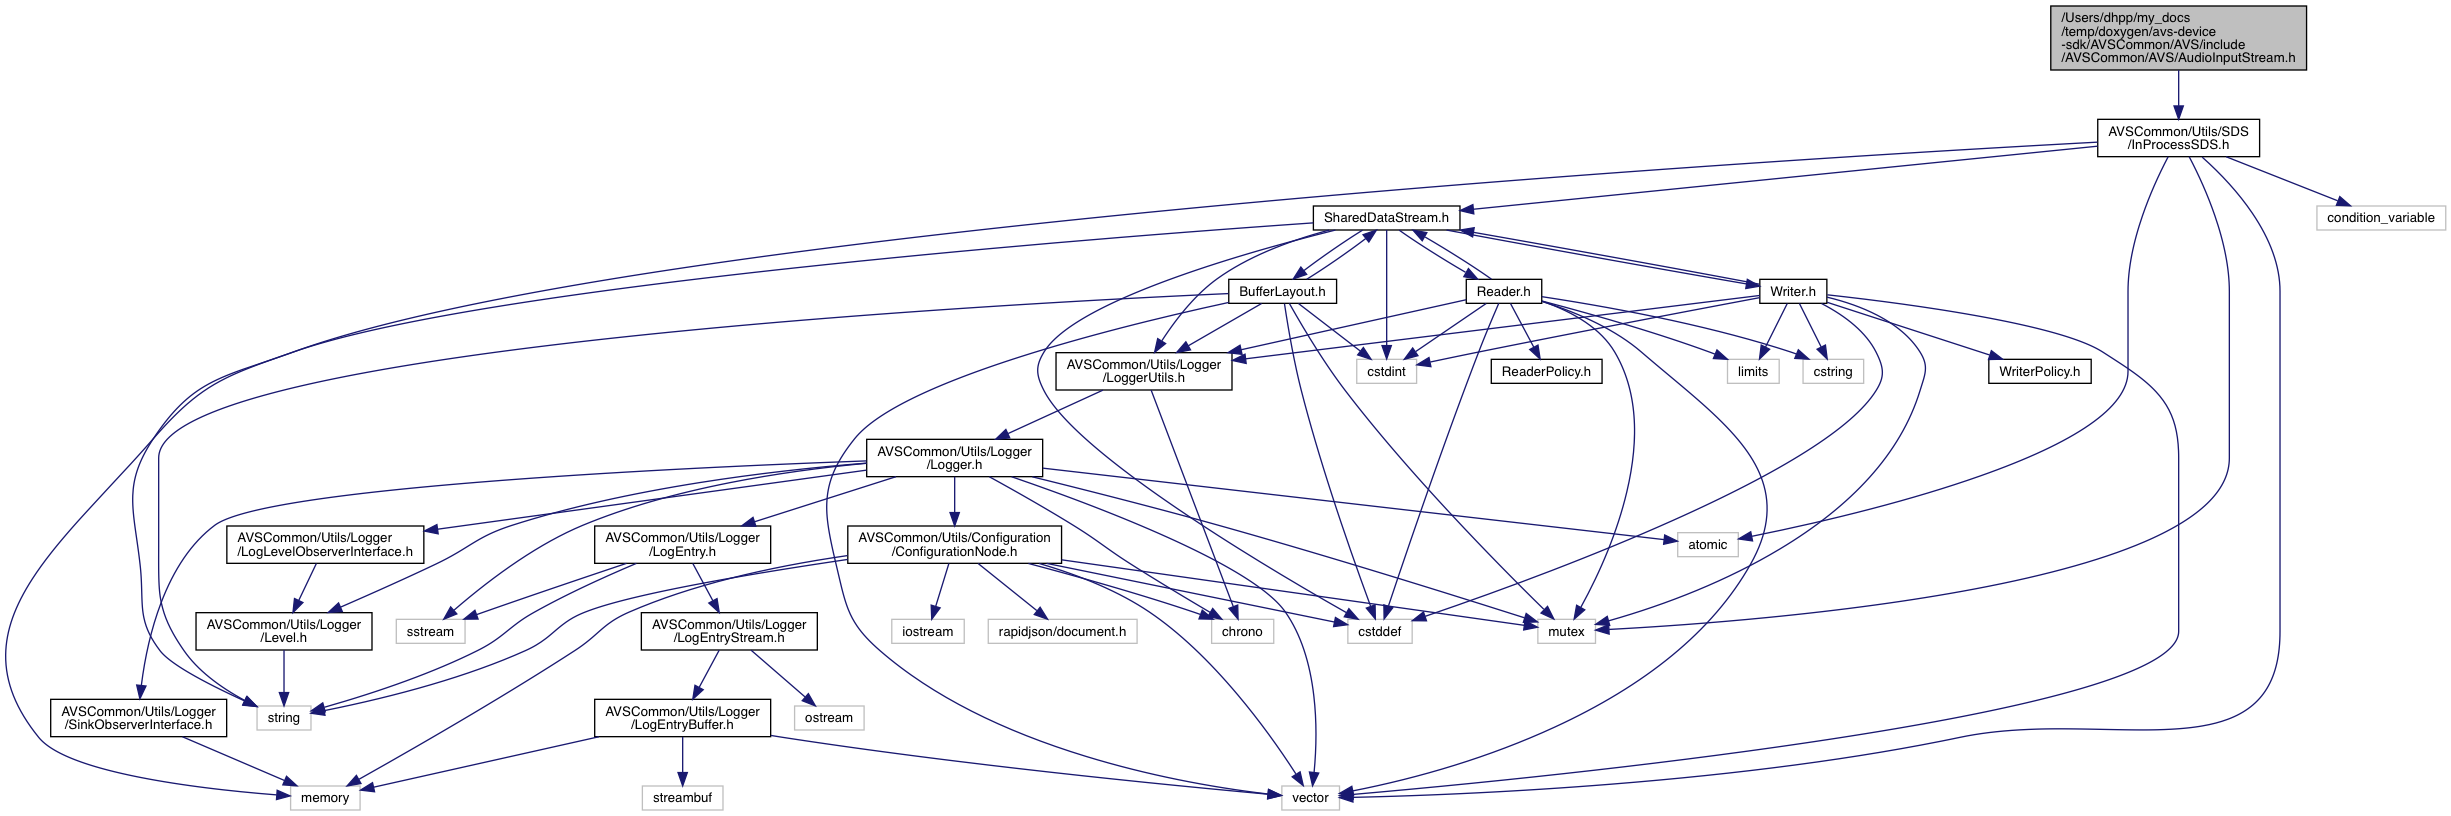 /Users/dhpp/my_docs
/temp/doxygen/avs-device
-sdk/AVSCommon/AVS/include
/AVSCommon/AVS/AudioInputStream.h
AVSCommon/Utils/SDS
/InProcessSDS.h
SharedDataStream.h
condition_variable
BufferLayout.h
Reader.h
Writer.h
AVSCommon/Utils/Logger
/LoggerUtils.h
cstdint
ReaderPolicy.h
limits
cstring
WriterPolicy.h
AVSCommon/Utils/Logger
/Logger.h
AVSCommon/Utils/Logger
/LogLevelObserverInterface.h
AVSCommon/Utils/Logger
/LogEntry.h
AVSCommon/Utils/Configuration
/ConfigurationNode.h
atomic
AVSCommon/Utils/Logger
/Level.h
sstream
AVSCommon/Utils/Logger
/LogEntryStream.h
iostream
rapidjson/document.h
chrono
cstddef
mutex
AVSCommon/Utils/Logger
/SinkObserverInterface.h
string
AVSCommon/Utils/Logger
/LogEntryBuffer.h
ostream
memory
streambuf
vector